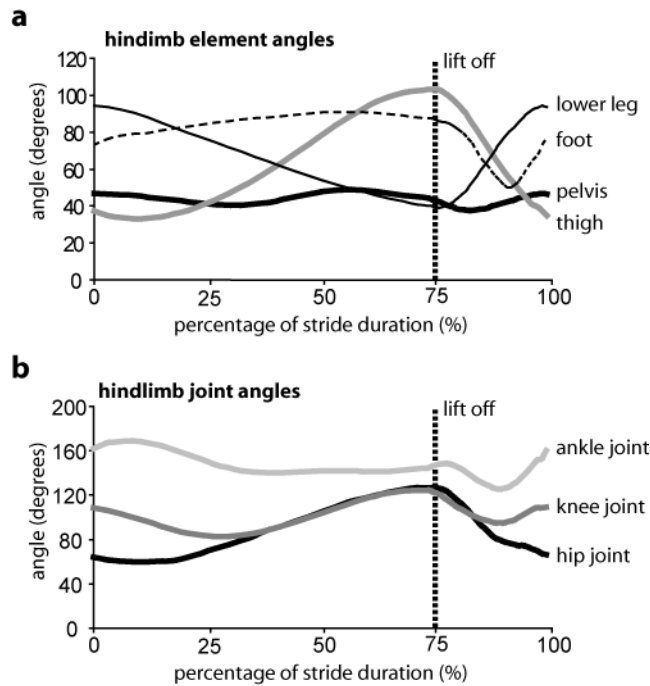 a
hindimb element angles
lift off
120
100
80
60
40
20
0
angle (degrees)
lower leg
foot
pelvis
thigh
0 25 50 75 100
percentage of stride duration (%)
b
hindlimb joint angles
lift off
200
160
120
80
40
0
angle (degrees)
ankle joint
knee joint
hip joint
0 25 50 75 100
percentage of stride duration (%)